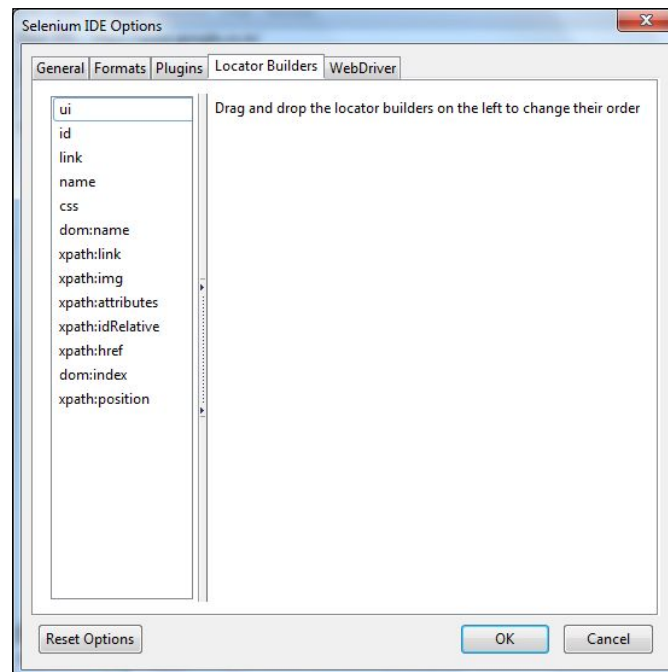 Selenium IDE Options
General Formats Plugins Locator Builders WebDriver
ui
Drag and drop the locator builders on the left to change their order
id
link
name
css
dom:name
xpath:link
xpath:img
xpath:attributes
xpath:idRelative
xpath:href
dom:index
xpath:position
Reset Options
OK
Cancel